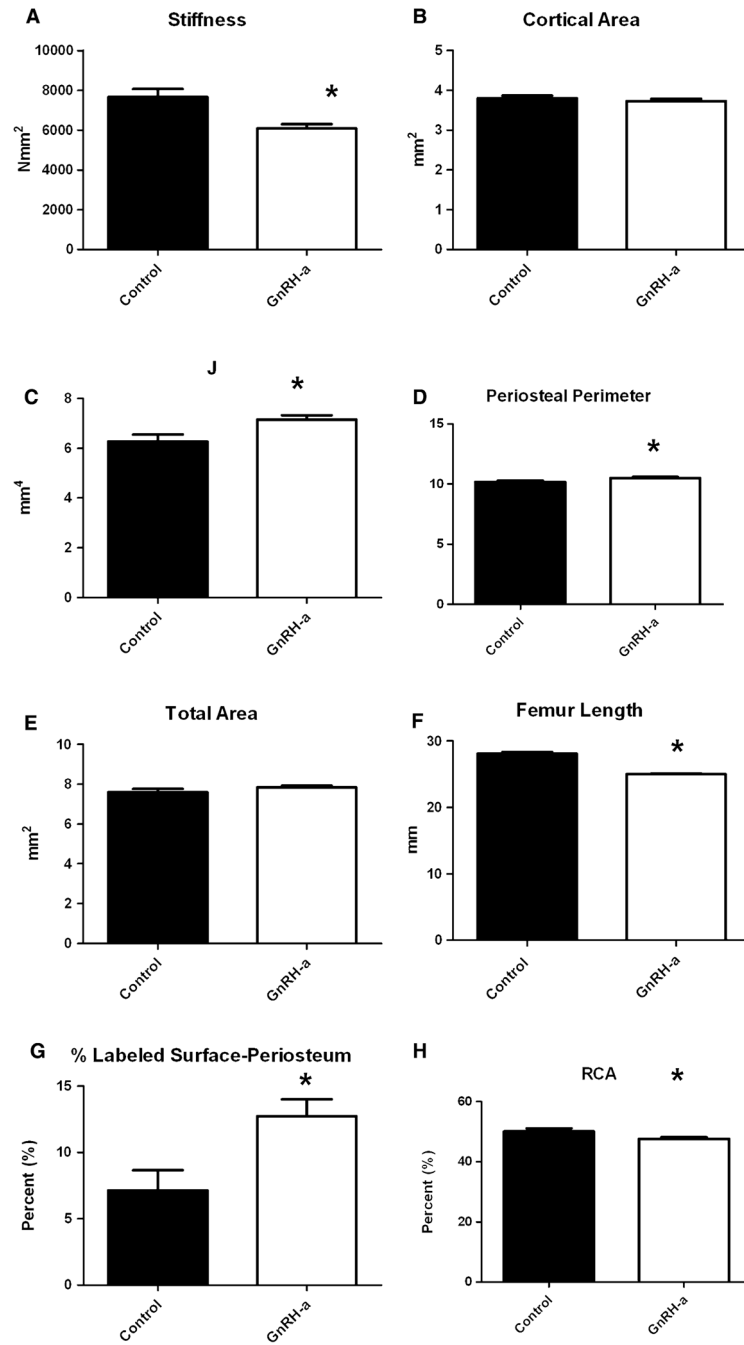 A
Stiffness
10000
8000
6000
4000
2000
0
Nmm²
*
Control
GnRH-a
B
Cortical Area
5
4
3
2
1
0
mm²
Control
GnRH-a
C
J
8
6
4
2
0
mm⁴
*
Control
GnRH-a
D
Periosteal Perimeter
15
10
5
0
*
Control
GnRH-a
E
Total Area
10
8
6
4
2
0
mm²
Control
GnRH-a
F
Femur Length
30
20
10
0
mm
*
Control
GnRH-a
G
% Labeled Surface-Periosteum
15
10
5
0
Percent (%)
*
Control
GnRH-a
H
RCA
60
40
20
0
Percent (%)
*
Control
GnRH-a